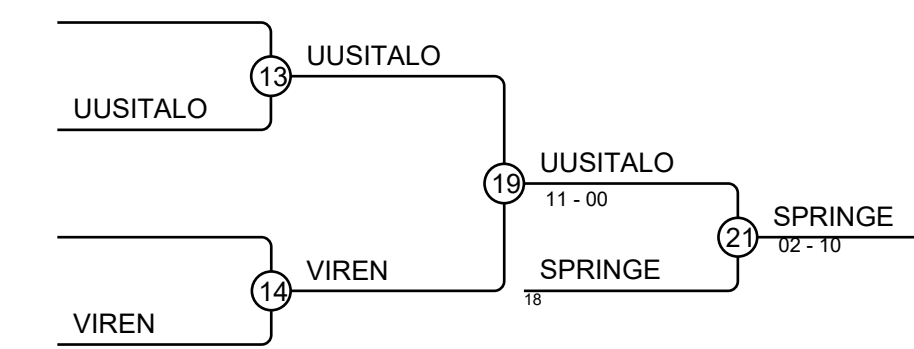 UUSITALO
13
UUSITALO
UUSITALO
19
11 - 00
SPRINGE
21
02 - 10
SPRINGE
18
VIREN
14
VIREN